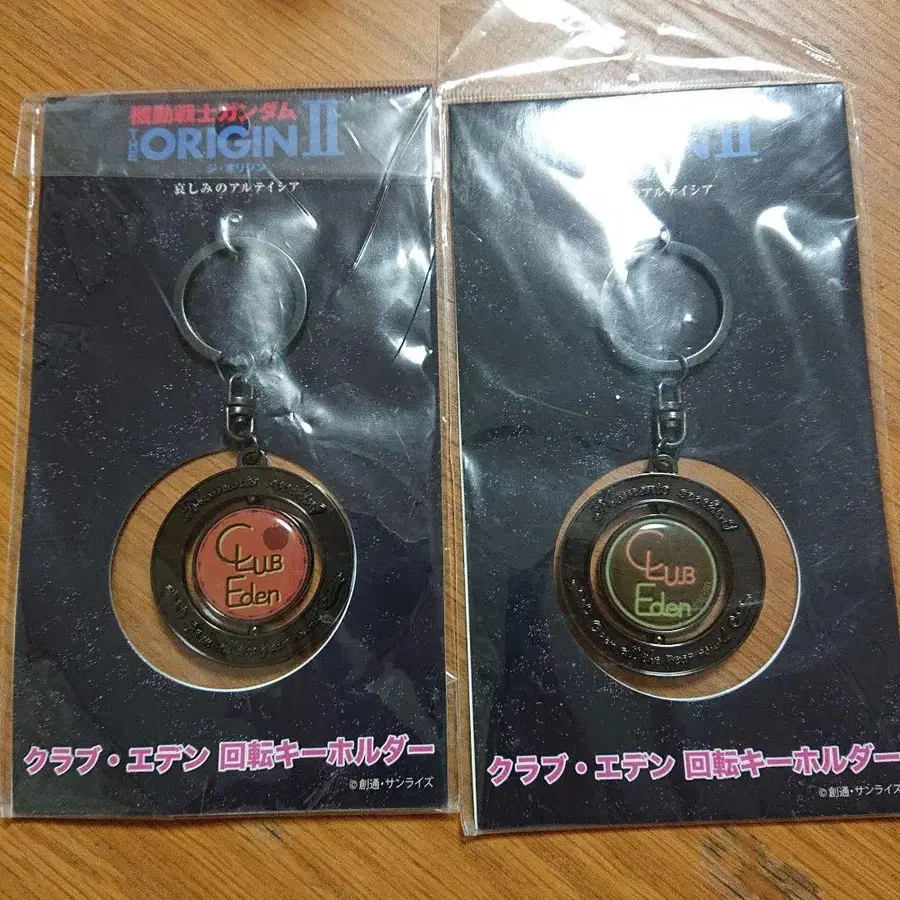 機動戦士ガンダム
THE ORIGIN II
ジ・オリジン
哀しみのアルテイシア
CLUB
Eden
クラブ・エデン 回転キーホルダー
©創通・サンライズ
II
アルテイシア
CLUB
Eden
クラブ・エデン 回転キーホルダー
©創通・サンライズ